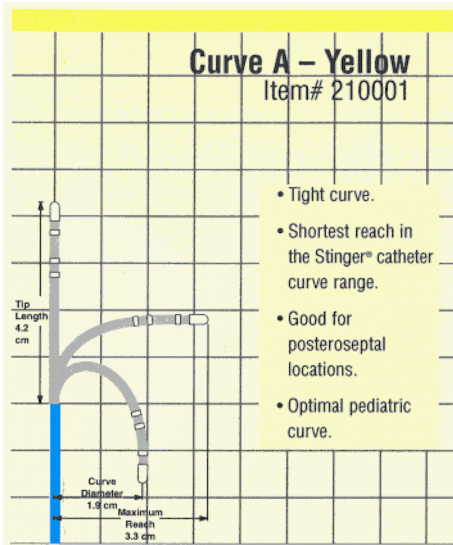 Curve A – Yellow
Item# 210001
• Tight curve.
• Shortest reach in
the Stinger® catheter
curve range.
• Good for
posteroseptal
locations.
• Optimal pediatric
curve.
Tip
Length
4.2
cm
Curve
Diameter
1.9 cm
Maximum
Reach
3.3 cm